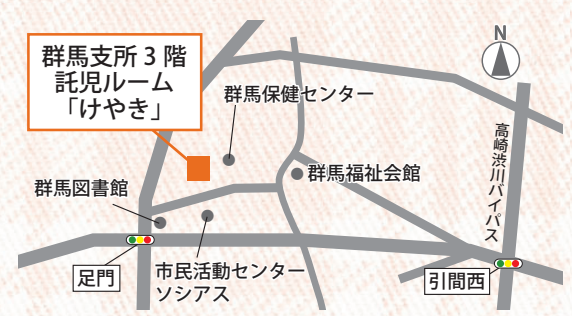 群馬支所3階
託児ルーム
「けやき」
N
群馬保健センター
高崎渋川バイパス
群馬福祉会館
群馬図書館
足門
市民活動センター
ソシアス
引間西